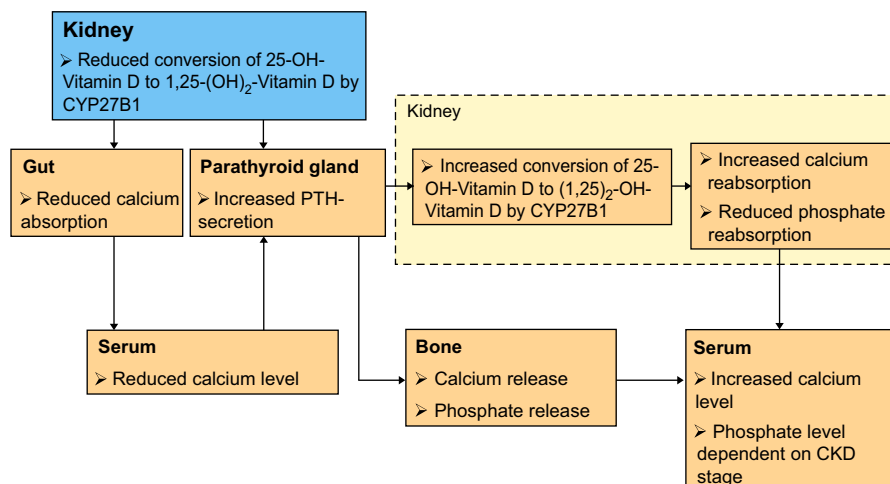 Kidney
➢ Reduced conversion of 25-OH-
Vitamin D to 1,25-(OH)₂-Vitamin D by
CYP27B1
Kidney
Gut
➢ Reduced calcium
absorption
Parathyroid gland
➢ Increased PTH-
secretion
➢ Increased conversion of 25-
OH-Vitamin D to (1,25)₂-OH-
Vitamin D by CYP27B1
➢ Increased calcium
reabsorption
➢ Reduced phosphate
reabsorption
Serum
➢ Reduced calcium level
Bone
➢ Calcium release
➢ Phosphate release
Serum
➢ Increased calcium
level
➢ Phosphate level
dependent on CKD
stage